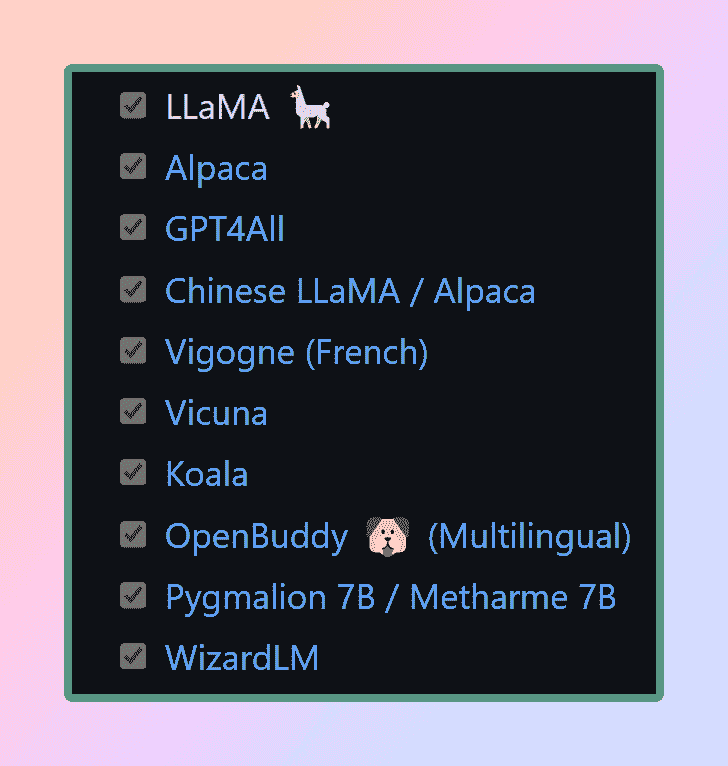 LLaMA 🦙
Alpaca
GPT4All
Chinese LLaMA / Alpaca
Vigogne (French)
Vicuna
Koala
OpenBuddy 🐶 (Multilingual)
Pygmalion 7B / Metharme 7B
WizardLM